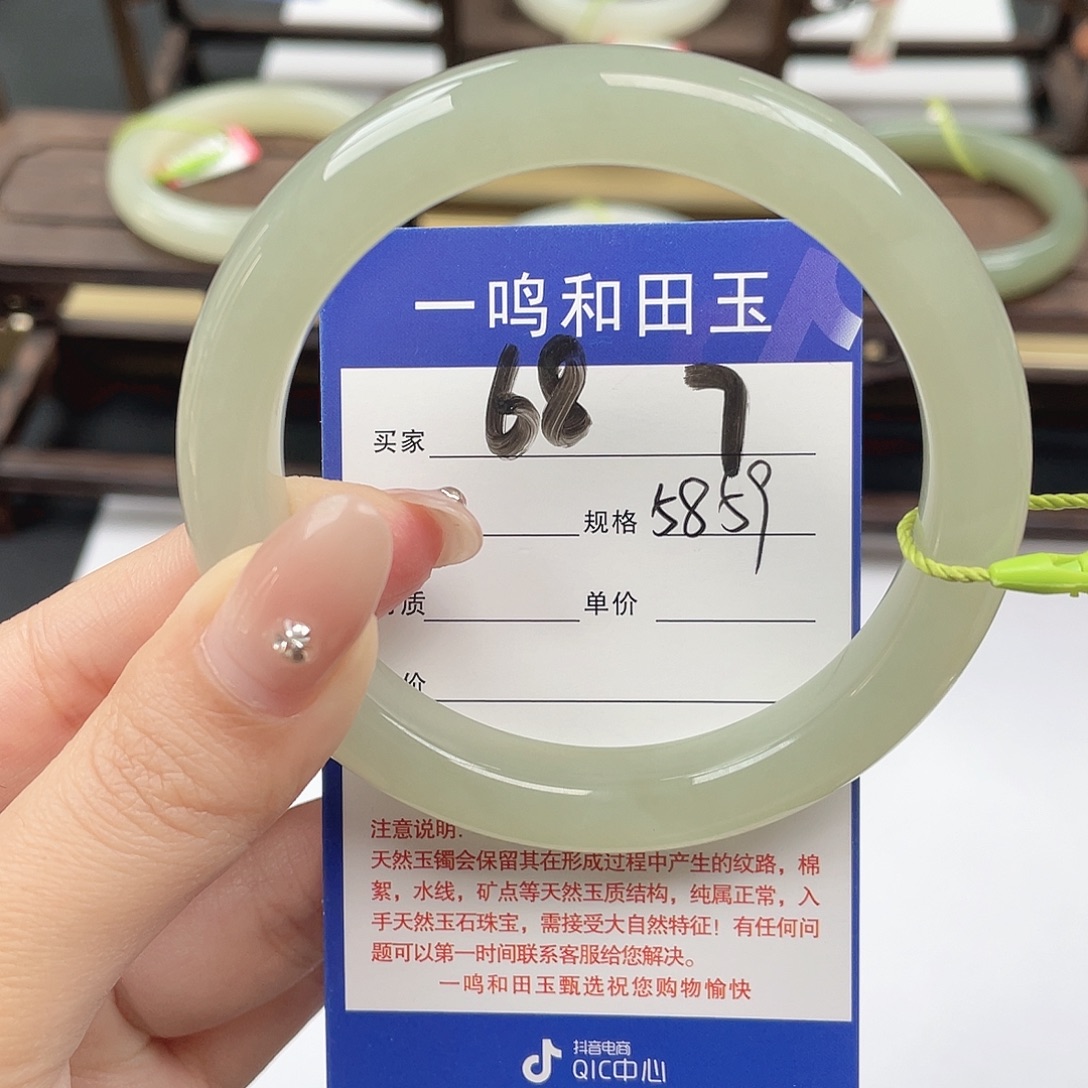 一鸣和田玉
买家 68 7
规格 5859
质 单价
价
注意说明:
天然玉镯会保留其在形成过程中产生的纹路，棉
絮，水线，矿点等天然玉质结构，纯属正常，入
手天然玉石珠宝，需接受大自然特征！有任何问
题可以第一时间联系客服给您解决。
一鸣和田玉甄选祝您购物愉快
抖音电商
QIC中心